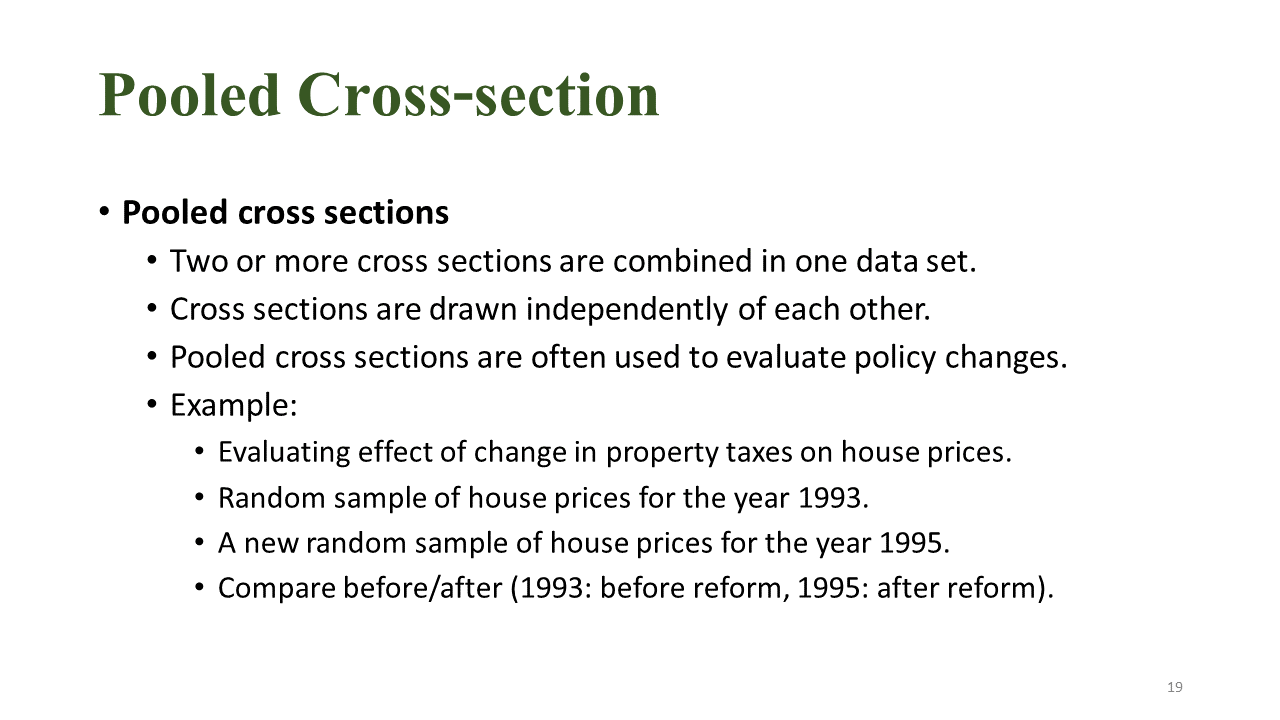 Pooled Cross-section
• Pooled cross sections
• Two or more cross sections are combined in one data set.
• Cross sections are drawn independently of each other.
• Pooled cross sections are often used to evaluate policy changes.
• Example:
• Evaluating effect of change in property taxes on house prices.
• Random sample of house prices for the year 1993.
• A new random sample of house prices for the year 1995.
• Compare before/after (1993: before reform, 1995: after reform).
19